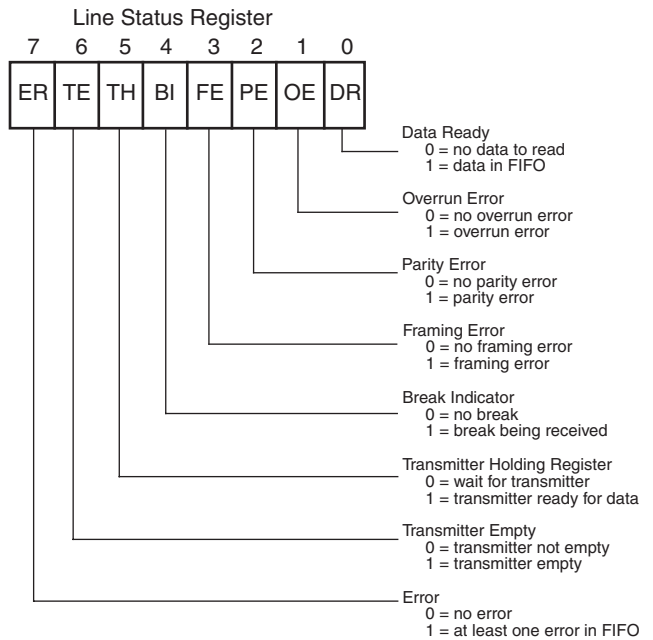 Line Status Register
7 6 5 4 3 2 1 0
ER TE TH BI FE PE OE DR
Data Ready
0 = no data to read
1 = data in FIFO
Overrun Error
0 = no overrun error
1 = overrun error
Parity Error
0 = no parity error
1 = parity error
Framing Error
0 = no framing error
1 = framing error
Break Indicator
0 = no break
1 = break being received
Transmitter Holding Register
0 = wait for transmitter
1 = transmitter ready for data
Transmitter Empty
0 = transmitter not empty
1 = transmitter empty
Error
0 = no error
1 = at least one error in FIFO